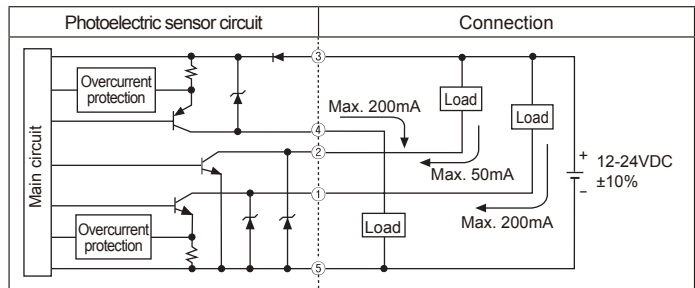 Photoelectric sensor circuit
Connection
Main circuit
Overcurrent
protection
③
Load
Load
Max. 200mA
④
②
Max. 50mA
+
12-24VDC
±10%
−
①
Max. 200mA
Overcurrent
protection
Load
⑤